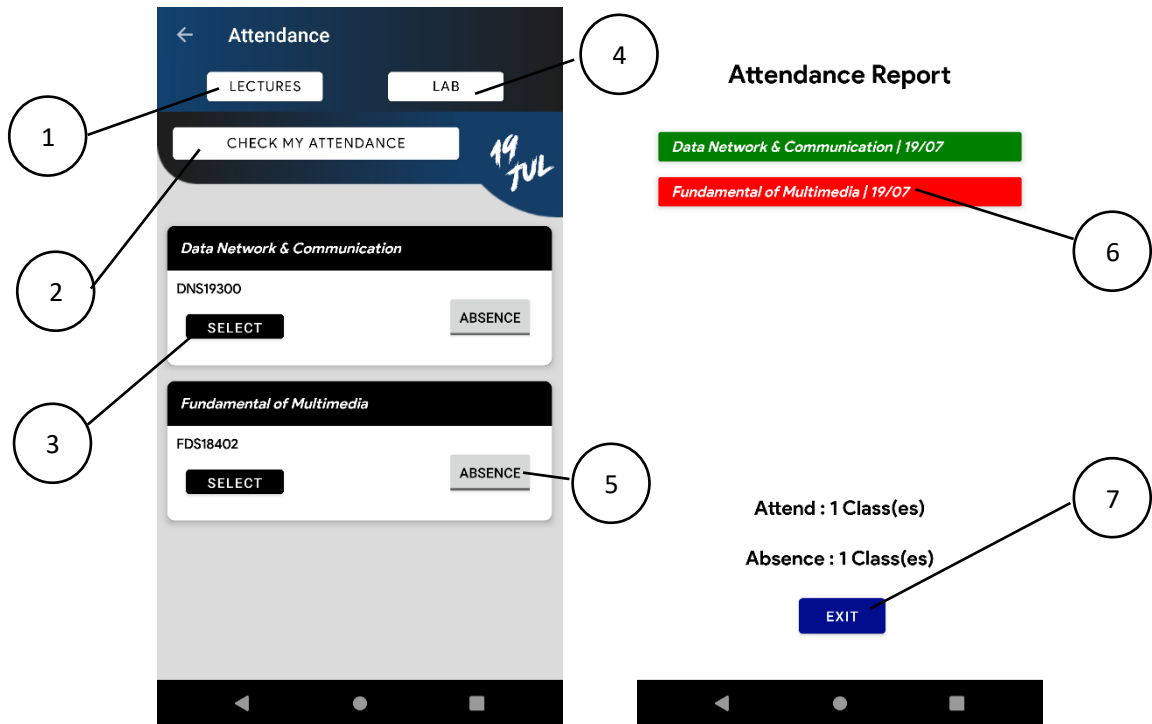 Attendance
LECTURES
LAB
CHECK MY ATTENDANCE
19
JUL
Data Network & Communication
DNS19300
SELECT
ABSENCE
Fundamental of Multimedia
FDS18402
SELECT
ABSENCE
1
2
3
4
5
Attendance Report
Data Network & Communication | 19/07
Fundamental of Multimedia | 19/07
6
Attend : 1 Class(es)
Absence : 1 Class(es)
EXIT
7